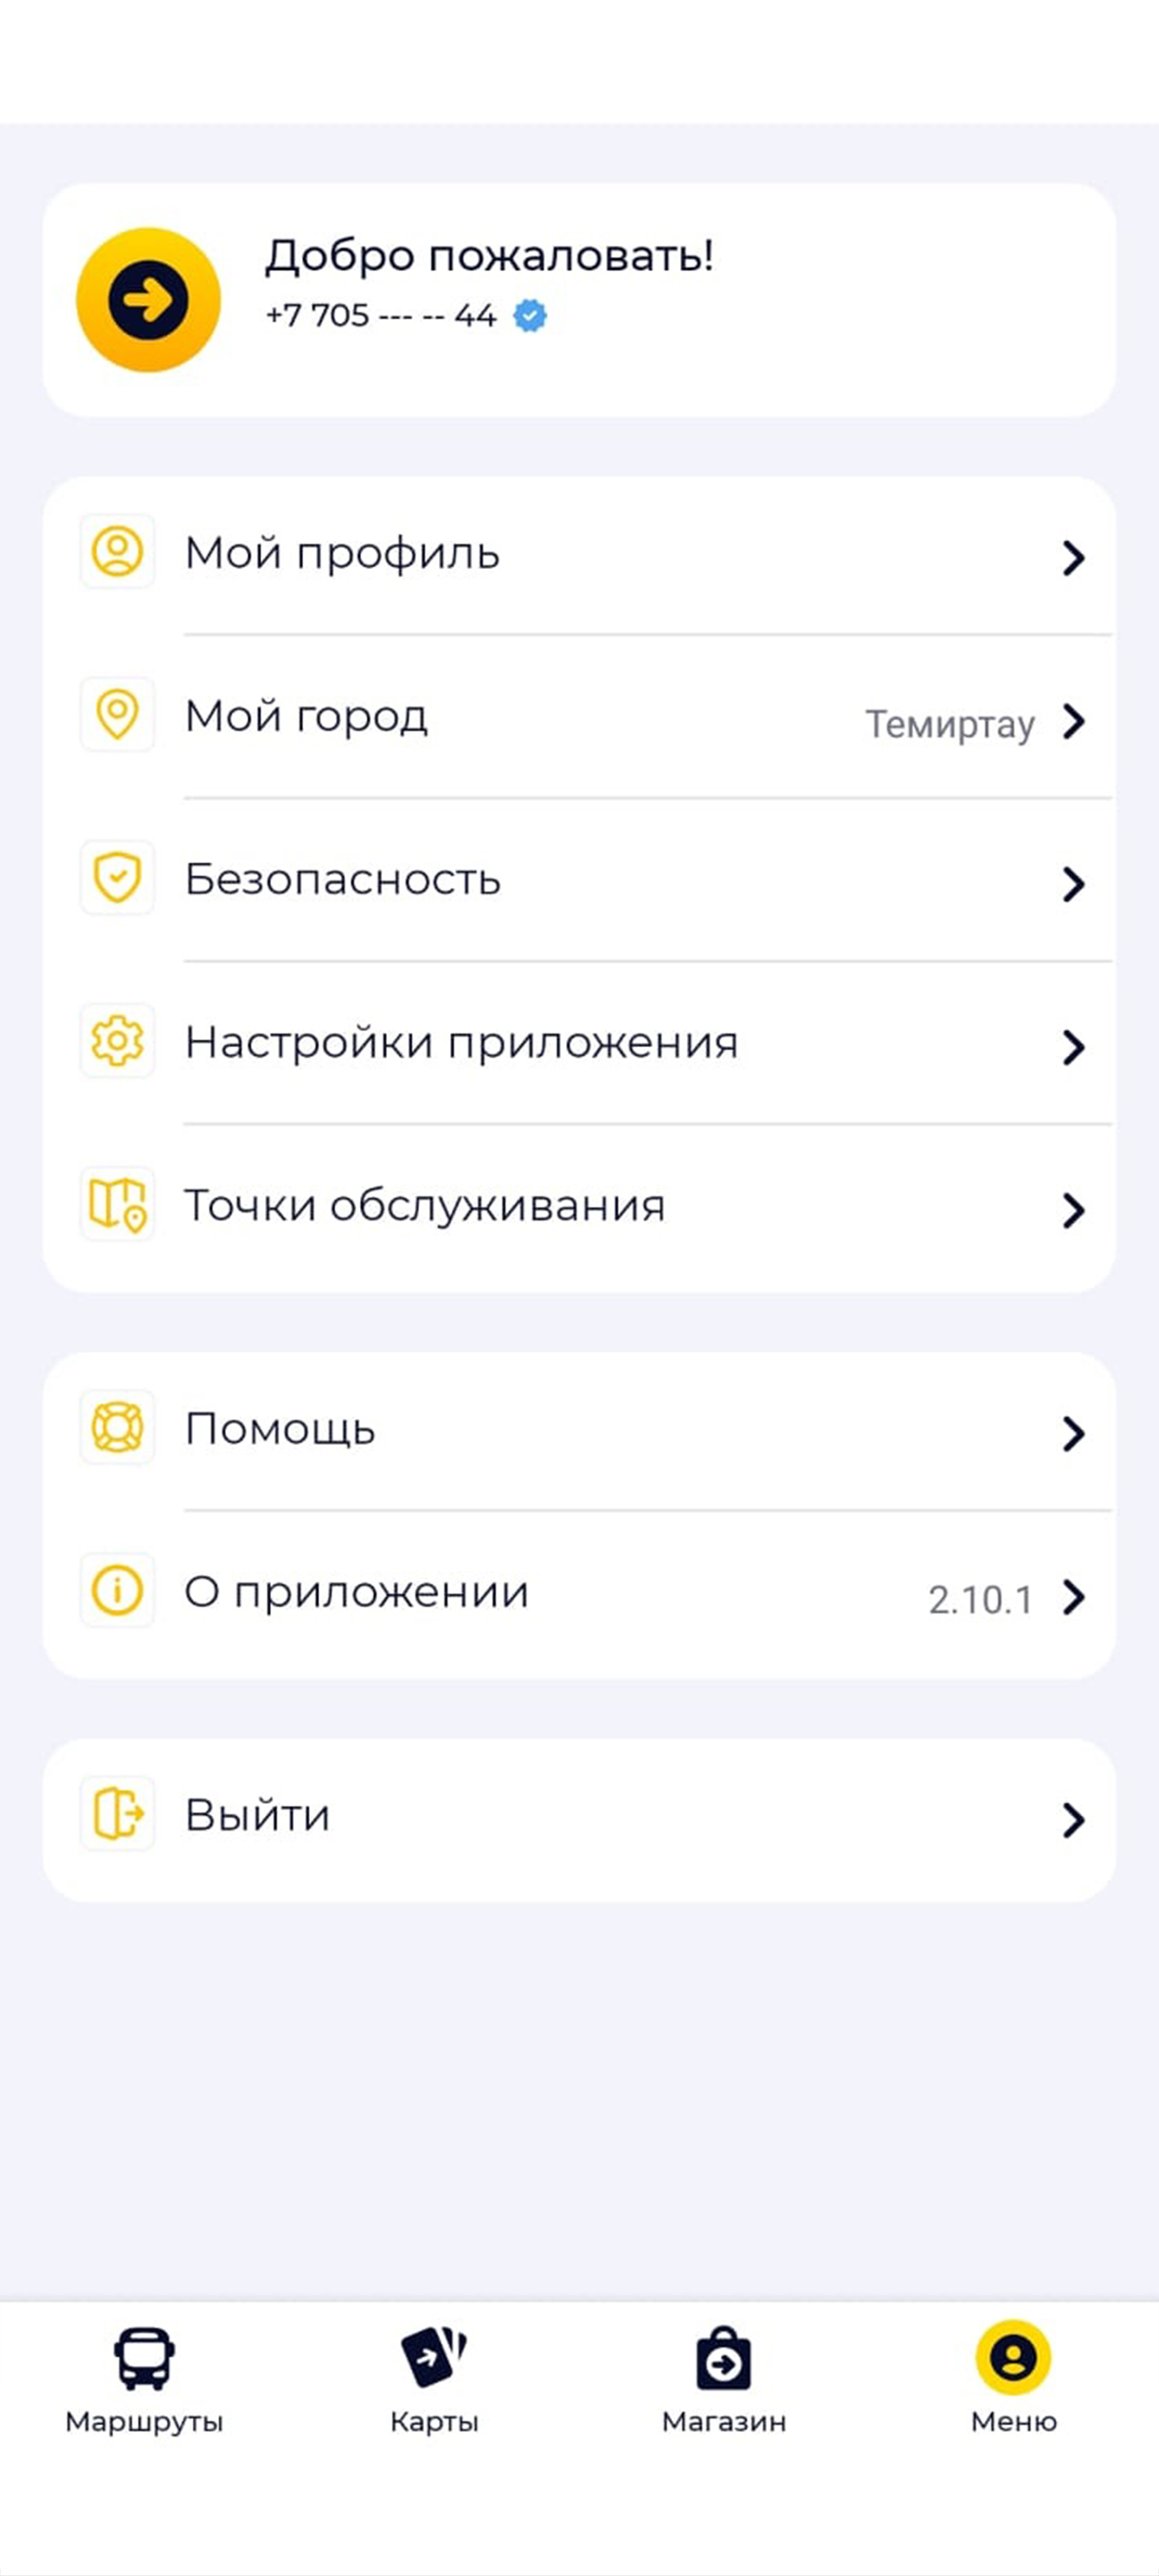 Добро пожаловать!
+7 705 --- -- 44
Мой профиль
Мой город
Темиртау
Безопасность
Настройки приложения
Точки обслуживания
Помощь
О приложении
2.10.1
Выйти
Маршруты
Карты
Магазин
Меню